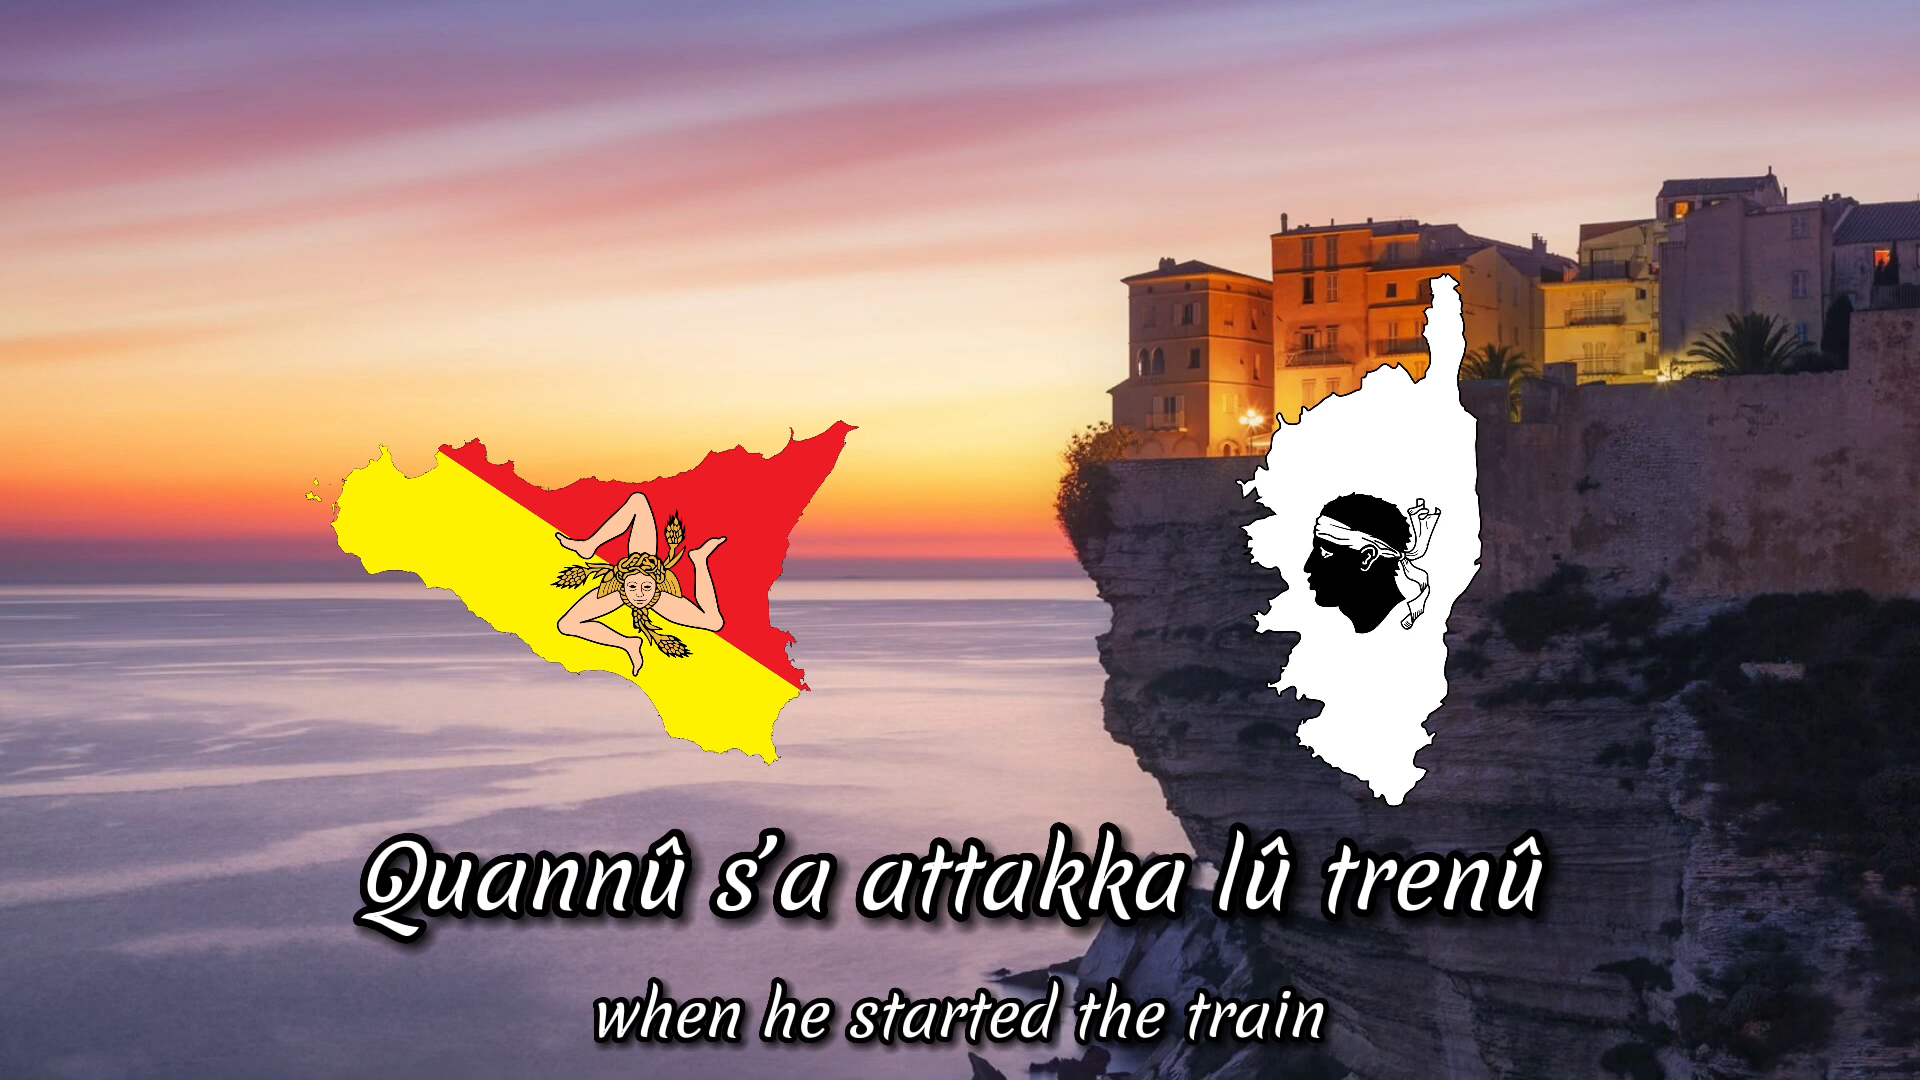 Quannû s'a attakka lû trenû
when he started the train